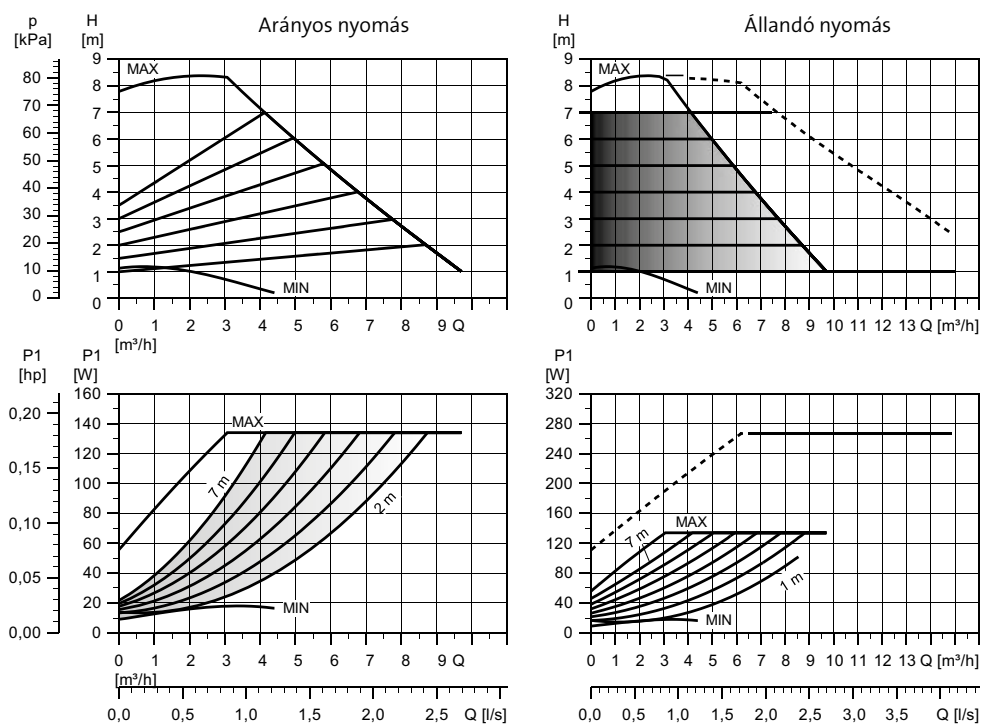 p
[kPa]
H
[m]
Arányos nyomás
80
70
60
50
40
30
20
10
0
9
8
7
6
5
4
3
2
1
0
MAX
MIN
0 1 2 3 4 5 6 7 8 9 Q
[m³/h]
H
[m]
Állandó nyomás
9
8
7
6
5
4
3
2
1
0
MAX
MIN
0 1 2 3 4 5 6 7 8 9 10 11 12 13 Q [m³/h]
P1
[hp]
P1
[W]
0,20
0,15
0,10
0,05
0,00
160
140
120
100
80
60
40
20
0
MAX
7 m
2 m
MIN
0 1 2 3 4 5 6 7 8 9 Q
[m³/h]
0,0 0,5 1,0 1,5 2,0 2,5 Q [l/s]
P1
[W]
320
280
240
200
160
120
80
40
0
MAX
7 m
1 m
MIN
0 1 2 3 4 5 6 7 8 9 10 11 12 13 Q [m³/h]
0,0 0,5 1,0 1,5 2,0 2,5 3,0 3,5 Q [l/s]